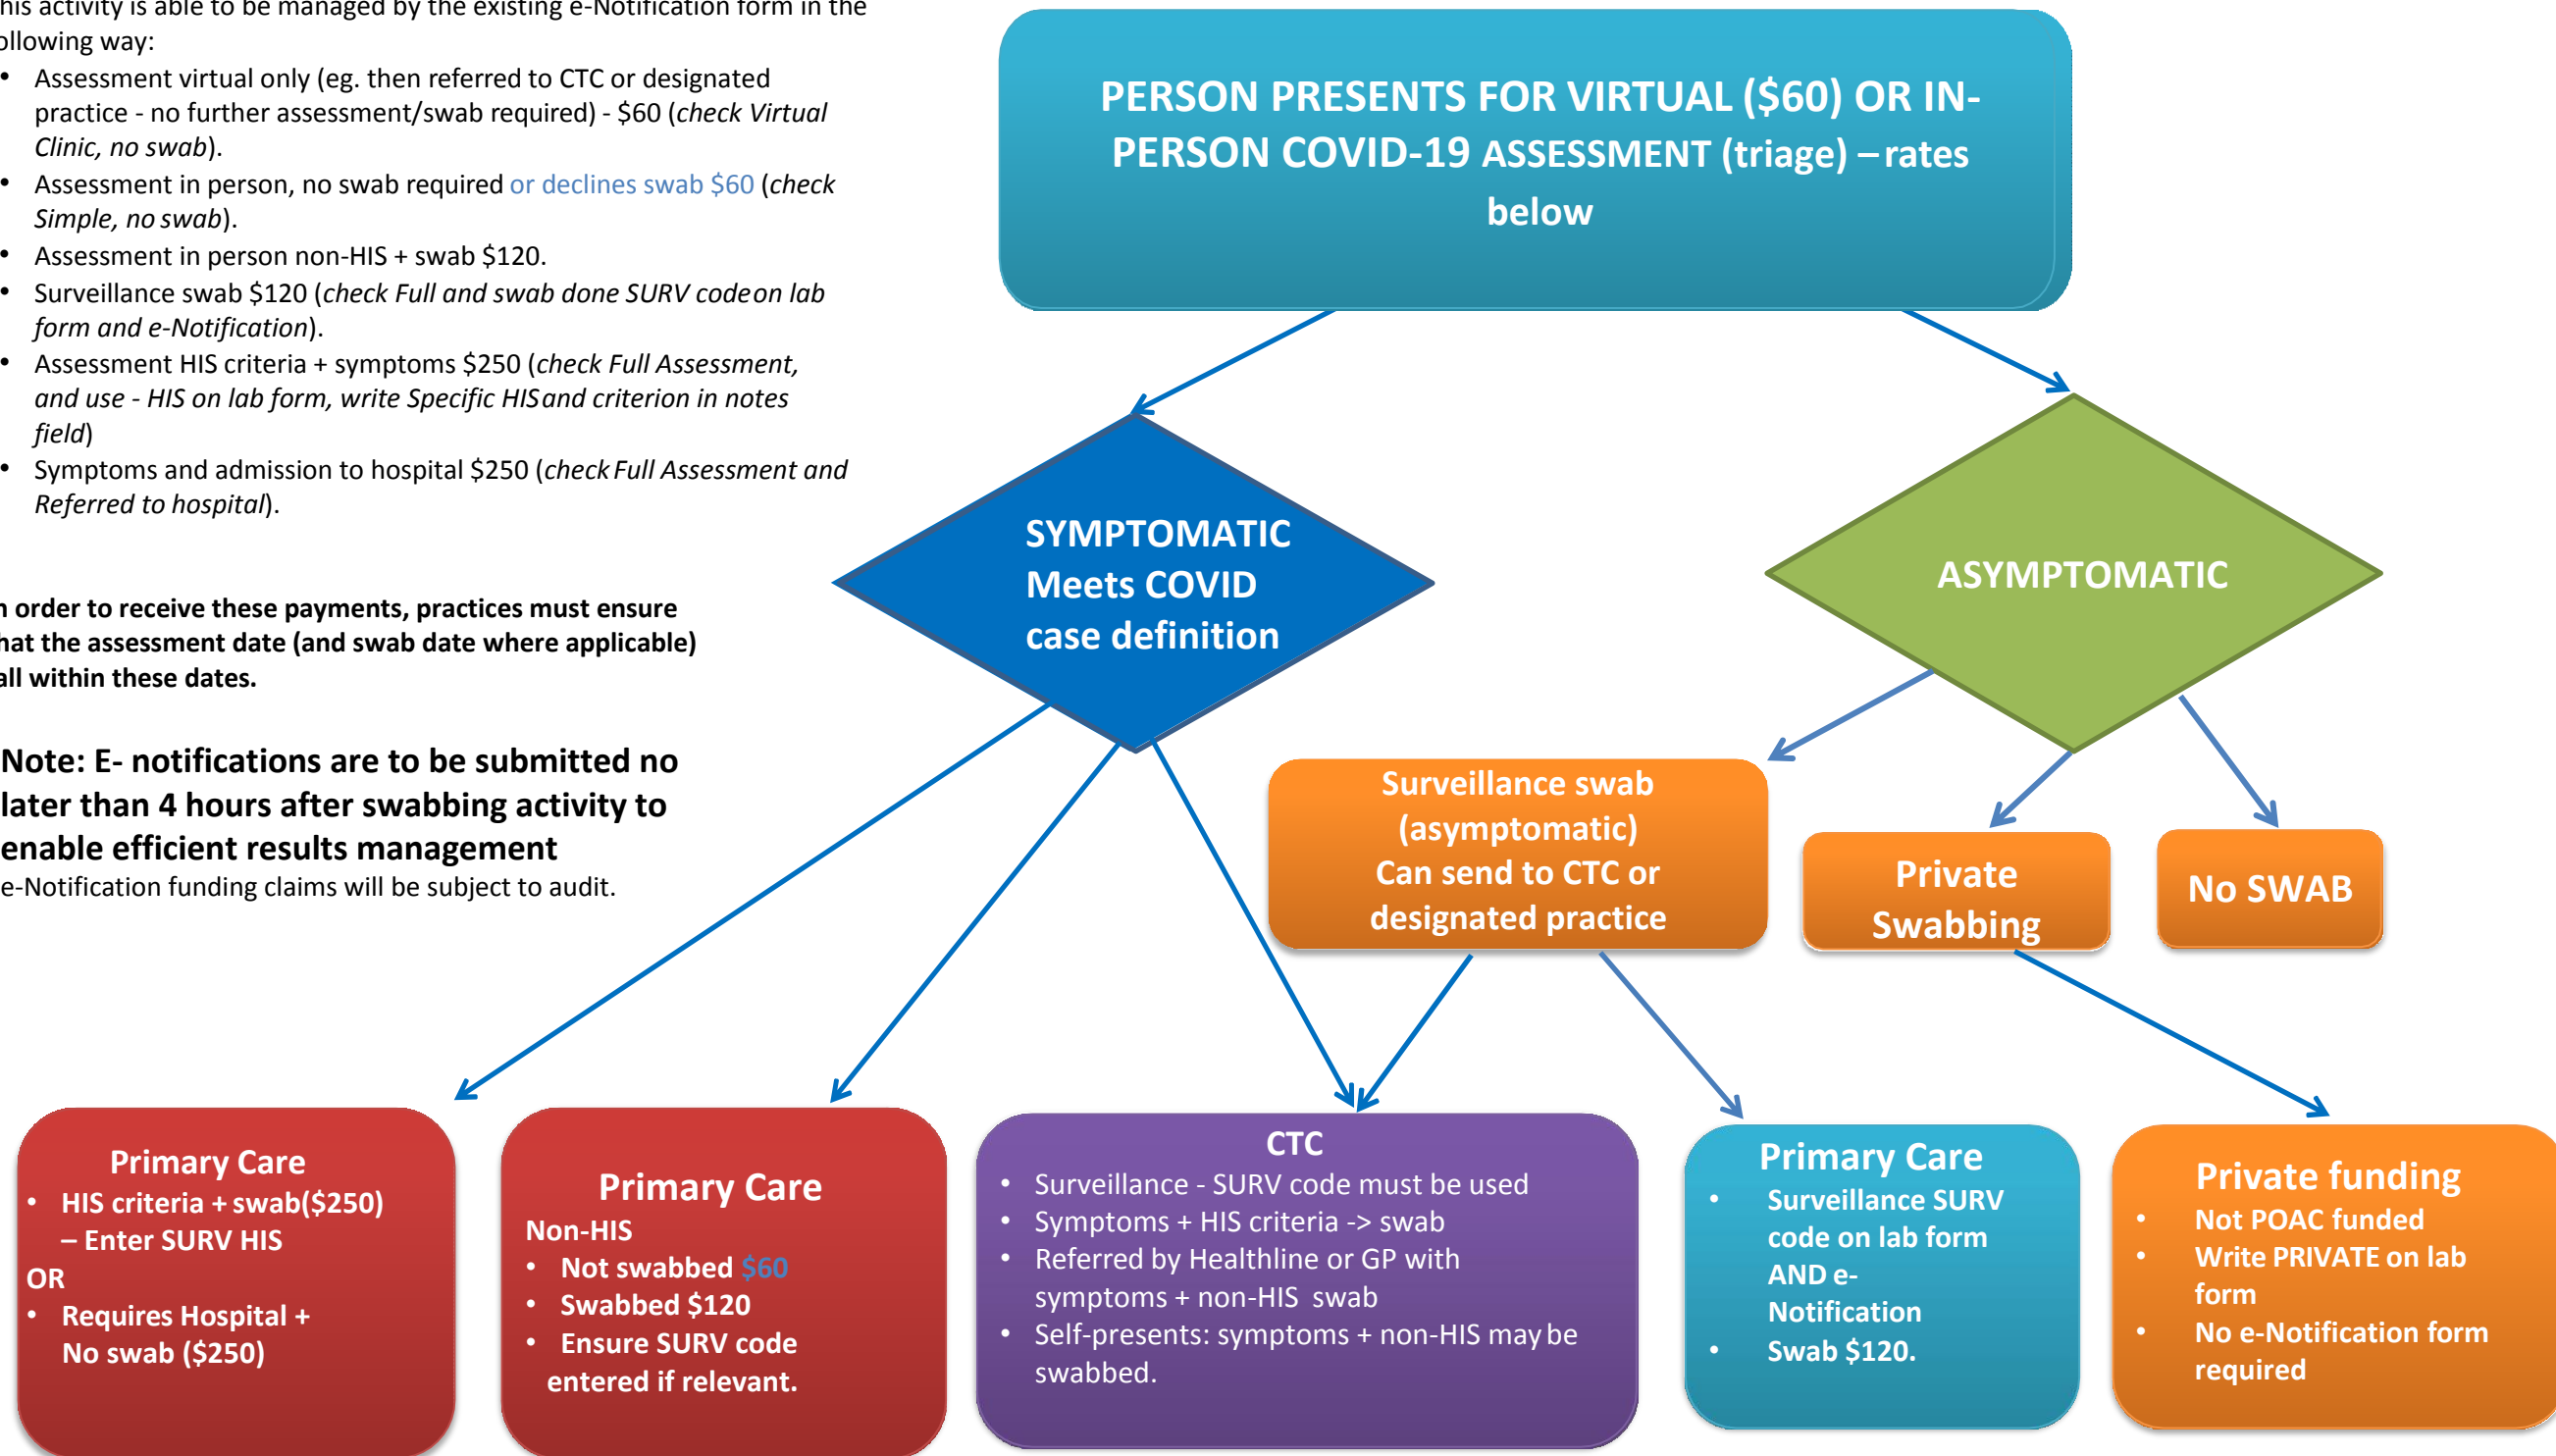 his activity is able to be managed by the existing e-Notification form in the
ollowing way:
• Assessment virtual only (eg. then referred to CTC or designated
practice - no further assessment/swab required) - $60 (check Virtual
Clinic, no swab).
• Assessment in person, no swab required or declines swab $60 (check
Simple, no swab).
• Assessment in person non-HIS + swab $120.
• Surveillance swab $120 (check Full and swab done SURV code on lab
form and e-Notification).
• Assessment HIS criteria + symptoms $250 (check Full Assessment,
and use - HIS on lab form, write Specific HIS and criterion in notes
field)
• Symptoms and admission to hospital $250 (check Full Assessment and
Referred to hospital).
n order to receive these payments, practices must ensure
hat the assessment date (and swab date where applicable)
all within these dates.
Note: E- notifications are to be submitted no
later than 4 hours after swabbing activity to
enable efficient results management
e-Notification funding claims will be subject to audit.
PERSON PRESENTS FOR VIRTUAL ($60) OR IN-
PERSON COVID-19 ASSESSMENT (triage) – rates
below
SYMPTOMATIC
Meets COVID
case definition
ASYMPTOMATIC
Surveillance swab
(asymptomatic)
Can send to CTC or
designated practice
Private
Swabbing
No SWAB
Primary Care
• HIS criteria + swab($250)
– Enter SURV HIS
OR
• Requires Hospital +
No swab ($250)
Primary Care
Non-HIS
• Not swabbed $60
• Swabbed $120
• Ensure SURV code
entered if relevant.
CTC
• Surveillance - SURV code must be used
• Symptoms + HIS criteria -> swab
• Referred by Healthline or GP with
symptoms + non-HIS swab
• Self-presents: symptoms + non-HIS may be
swabbed.
Primary Care
• Surveillance SURV
code on lab form
AND e-
Notification
• Swab $120.
Private funding
• Not POAC funded
• Write PRIVATE on lab
form
• No e-Notification form
required